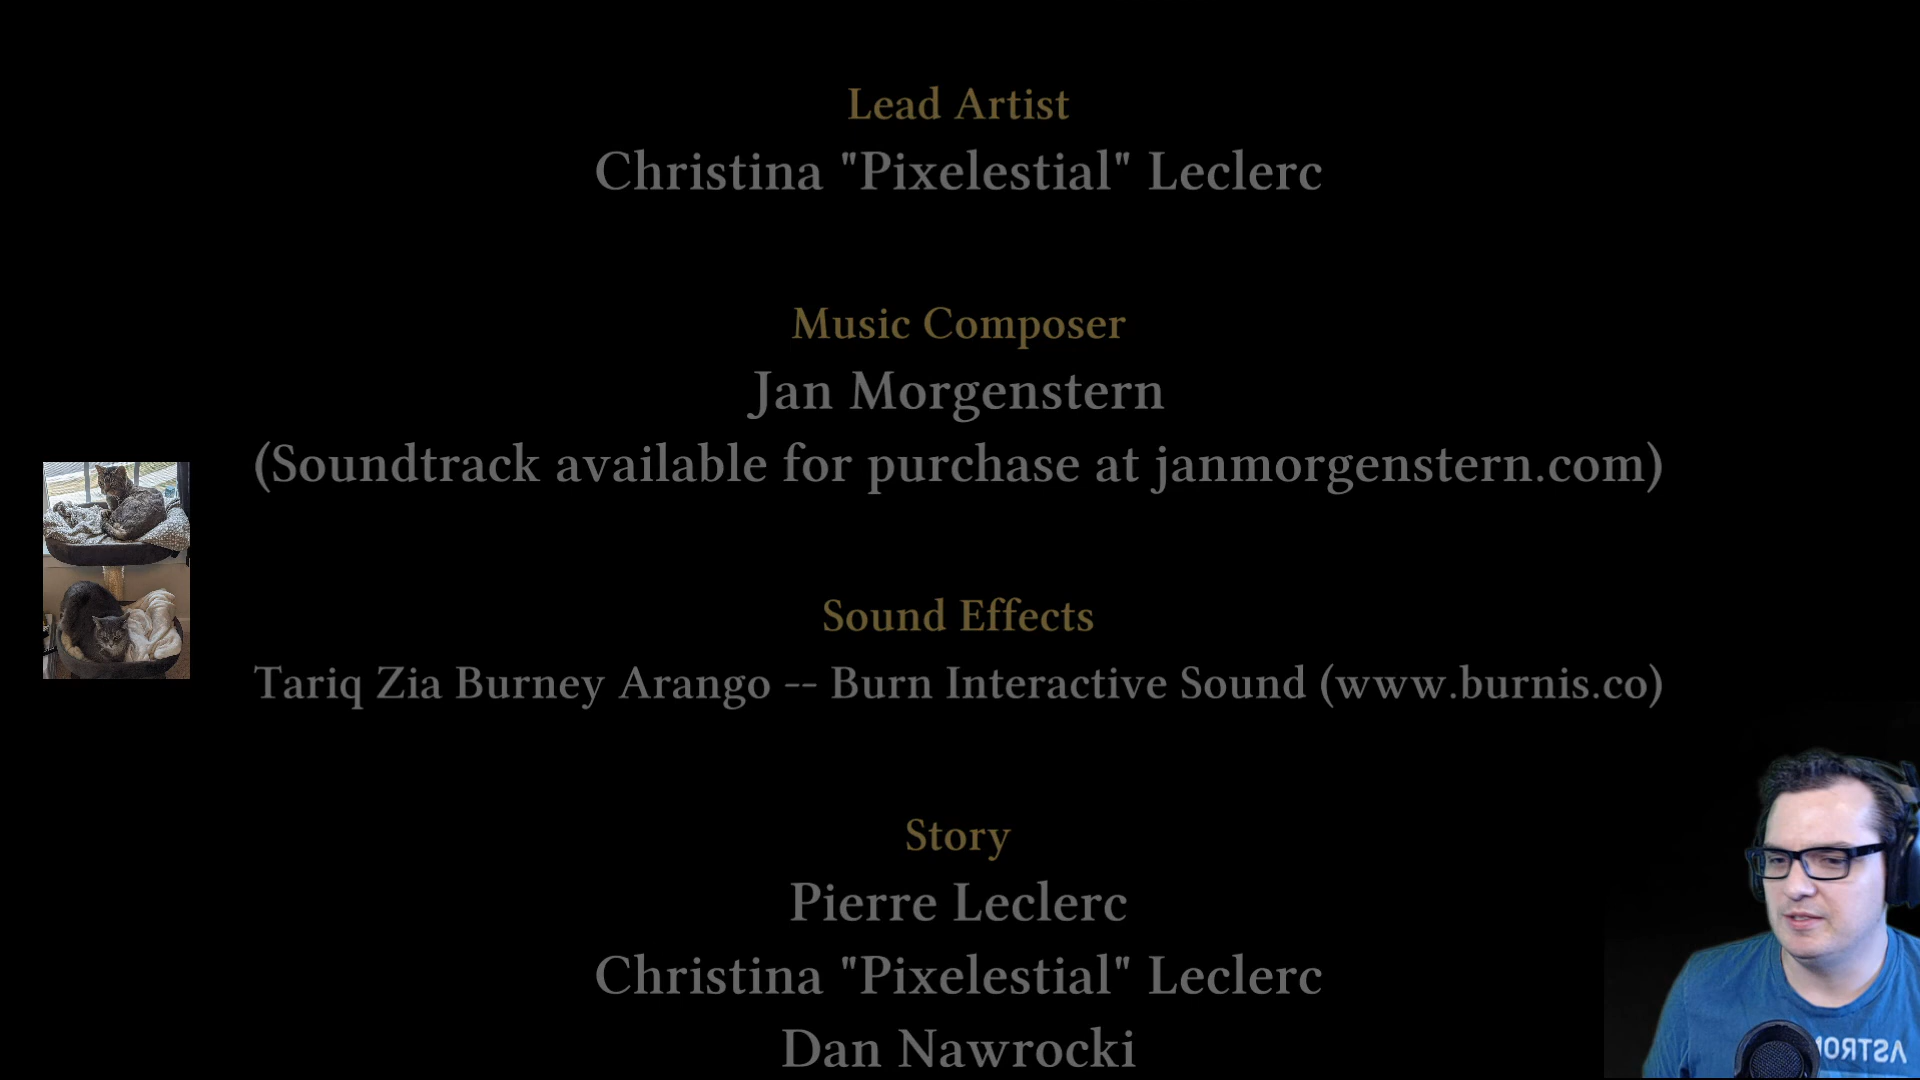 Lead Artist
Christina "Pixelestial" Leclerc
Music Composer
Jan Morgenstern
(Soundtrack available for purchase at janmorgenstern.com)
Sound Effects
Tariq Zia Burney Arango -- Burn Interactive Sound (www.burnis.co)
Story
Pierre Leclerc
Christina "Pixelestial" Leclerc
Dan Nawrocki